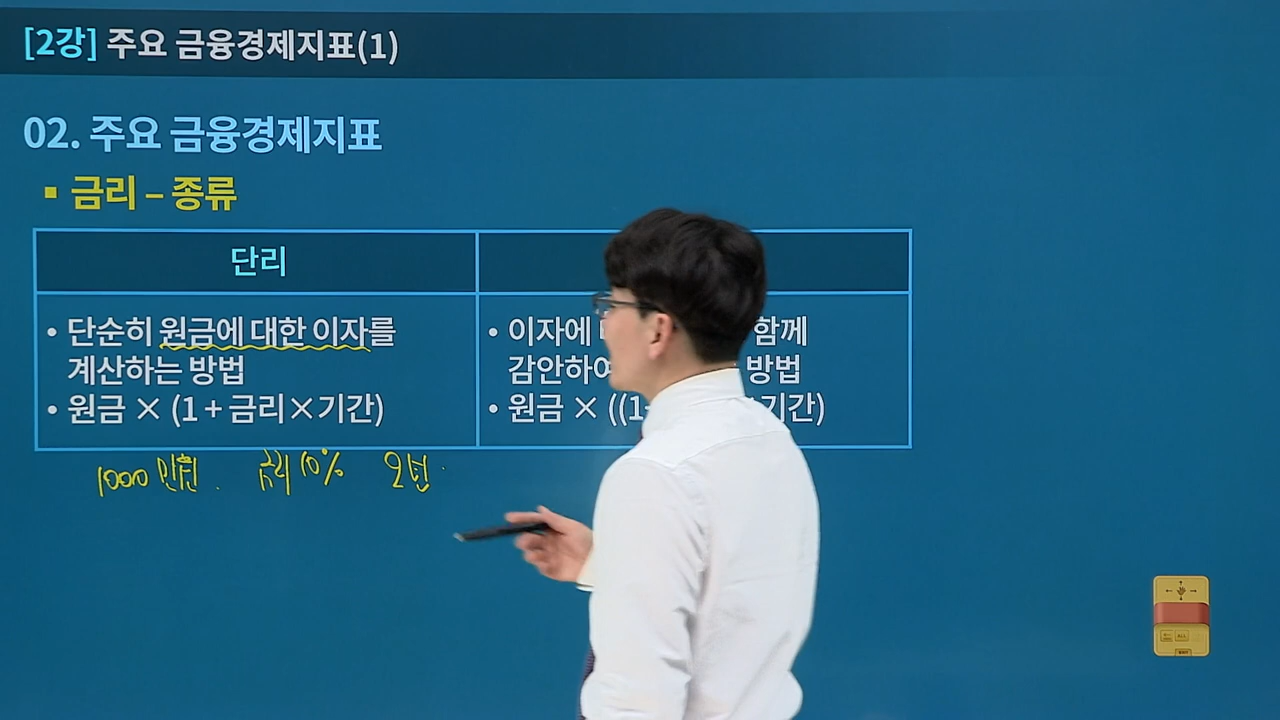 [2강] 주요 금융경제지표(1)
02. 주요 금융경제지표
▪ 금리 – 종류
단리
• 단순히 원금에 대한 이자를
계산하는 방법
• 원금 × (1 + 금리×기간)
• 이자에 함께
감안하여 방법
• 원금 × ((1 기간)
1000만원. 금리 10% 2년.